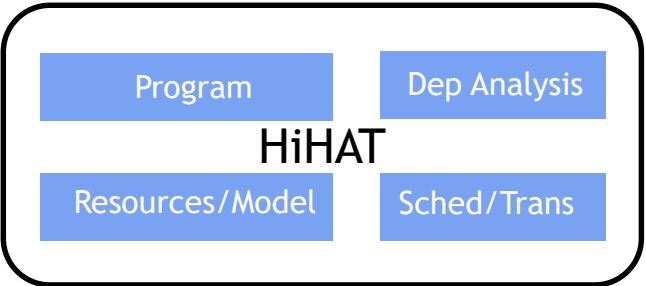 Program
Dep Analysis
HiHAT
Resources/Model
Sched/Trans